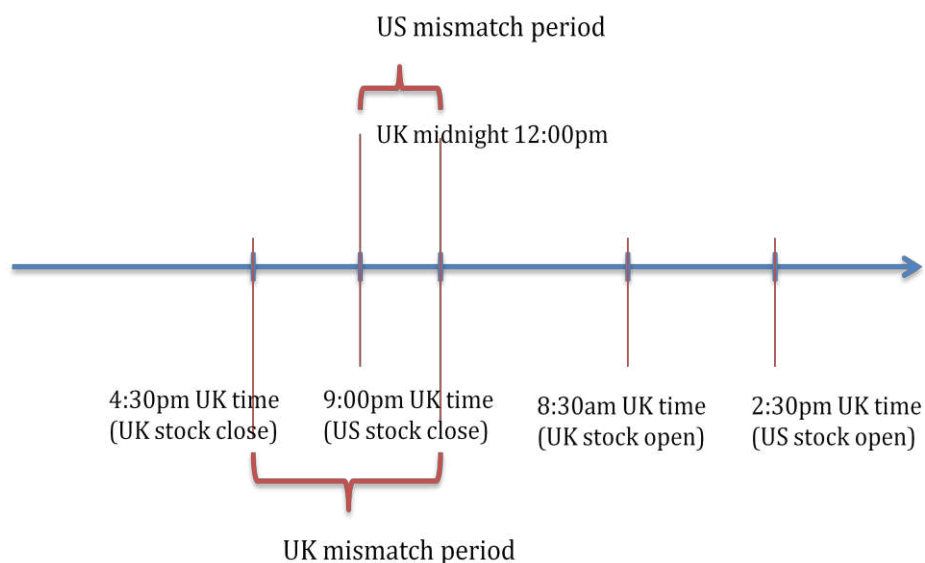 US mismatch period
UK midnight 12:00pm
4:30pm UK time
(UK stock close)
9:00pm UK time
(US stock close)
8:30am UK time
(UK stock open)
2:30pm UK time
(US stock open)
UK mismatch period